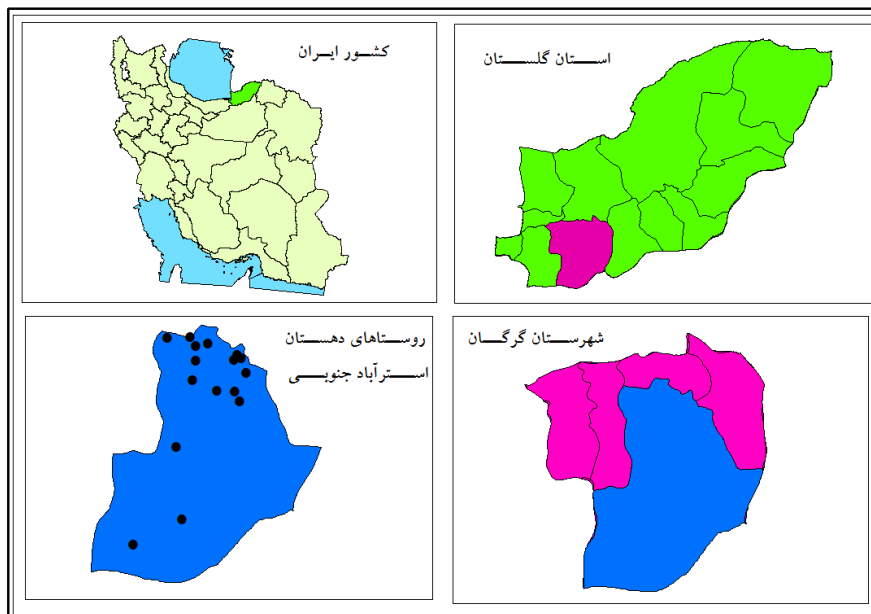 کشور ایران
استان گلستان
روستاهای دهستان
استرآباد جنوبی
شهرستان گرگان